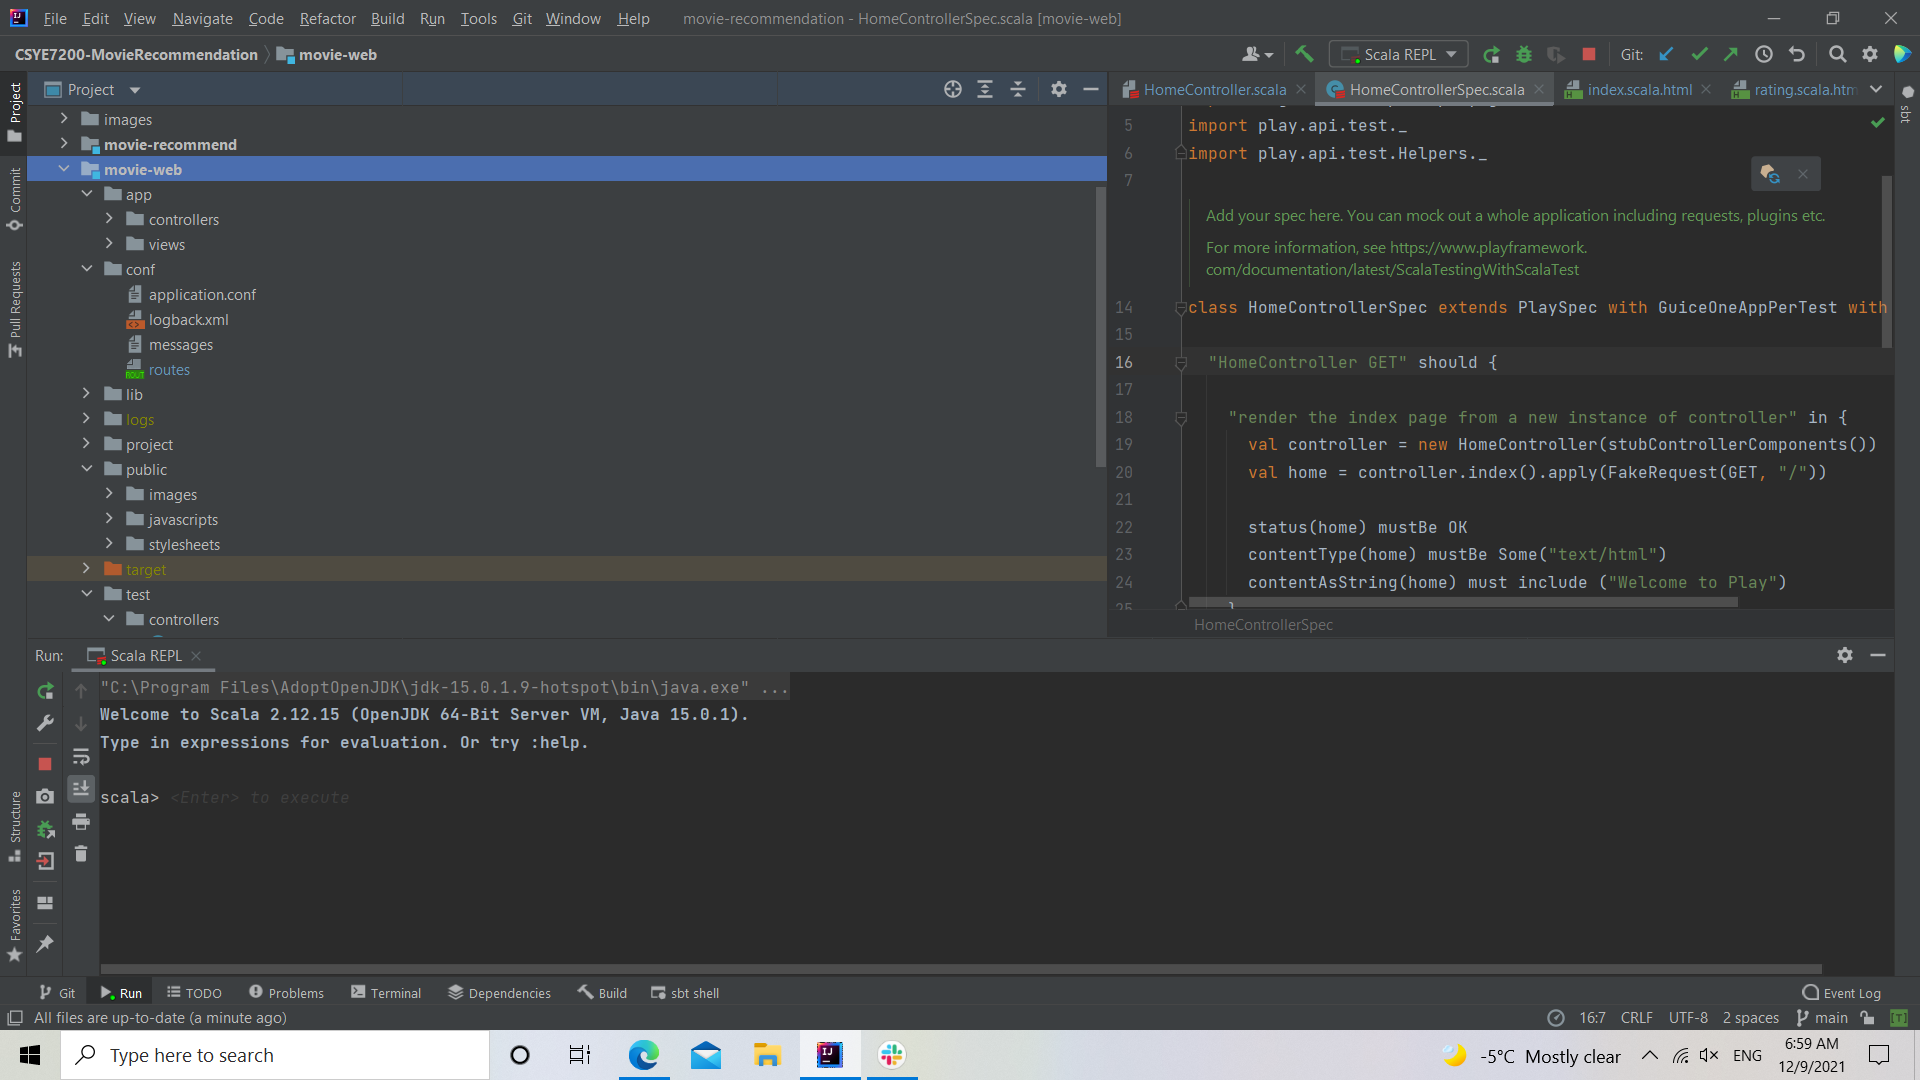 File Edit View Navigate Code Refactor Build Run Tools Git Window Help movie-recommendation - HomeControllerSpec.scala [movie-web]
CSYE7200-MovieRecommendation movie-web Scala REPL Git:
Project
HomeController.scala HomeControllerSpec.scala index.scala.html rating.scala.htm
Project
Commit
Pull Requests
Structure
Favorites
sbt
images
movie-recommend
movie-web
app
controllers
views
conf
application.conf
logback.xml
messages
routes
lib
logs
project
public
images
javascripts
stylesheets
target
test
controllers
5 import play.api.test._
6 import play.api.test.Helpers._
7
Add your spec here. You can mock out a whole application including requests, plugins etc.
For more information, see https://www.playframework.
com/documentation/latest/ScalaTestingWithScalaTest
14 class HomeControllerSpec extends PlaySpec with GuiceOneAppPerTest with
15
16 "HomeController GET" should {
17
18 "render the index page from a new instance of controller" in {
19 val controller = new HomeController(stubControllerComponents())
20 val home = controller.index().apply(FakeRequest(GET, "/"))
21
22 status(home) mustBe OK
23 contentType(home) mustBe Some("text/html")
24 contentAsString(home) must include ("Welcome to Play")
25 }
HomeControllerSpec
Run: Scala REPL
"C:\Program Files\AdoptOpenJDK\jdk-15.0.1.9-hotspot\bin\java.exe" ...
Welcome to Scala 2.12.15 (OpenJDK 64-Bit Server VM, Java 15.0.1).
Type in expressions for evaluation. Or try :help.
scala> <Enter> to execute
Git Run TODO Problems Terminal Dependencies Build sbt shell Event Log
All files are up-to-date (a minute ago) 16:7 CRLF UTF-8 2 spaces main [T]
Type here to search -5°C Mostly clear ENG 6:59 AM
12/9/2021